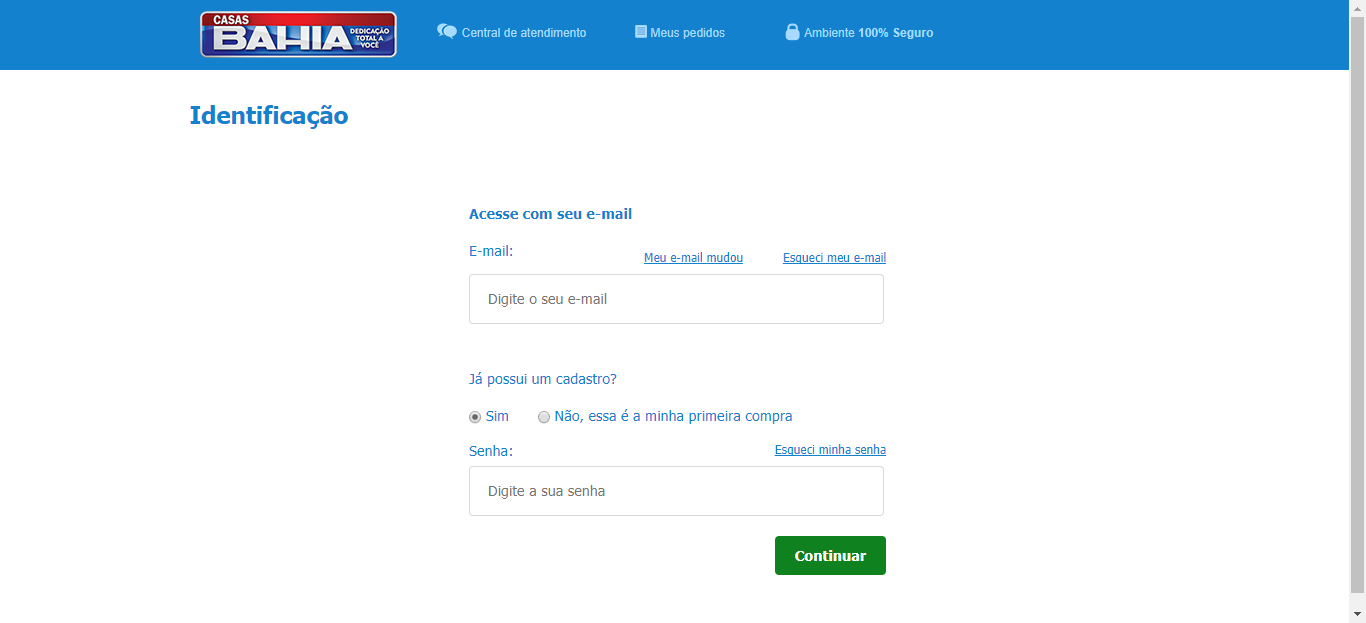 CASAS
BAHIA
DEDICAÇÃO
TOTAL A
VOCÊ
Central de atendimento
Meus pedidos
Ambiente 100% Seguro
Identificação
Acesse com seu e-mail
E-mail:
Meu e-mail mudou
Esqueci meu e-mail
Digite o seu e-mail
Já possui um cadastro?
Sim
Não, essa é a minha primeira compra
Senha:
Esqueci minha senha
Digite a sua senha
Continuar